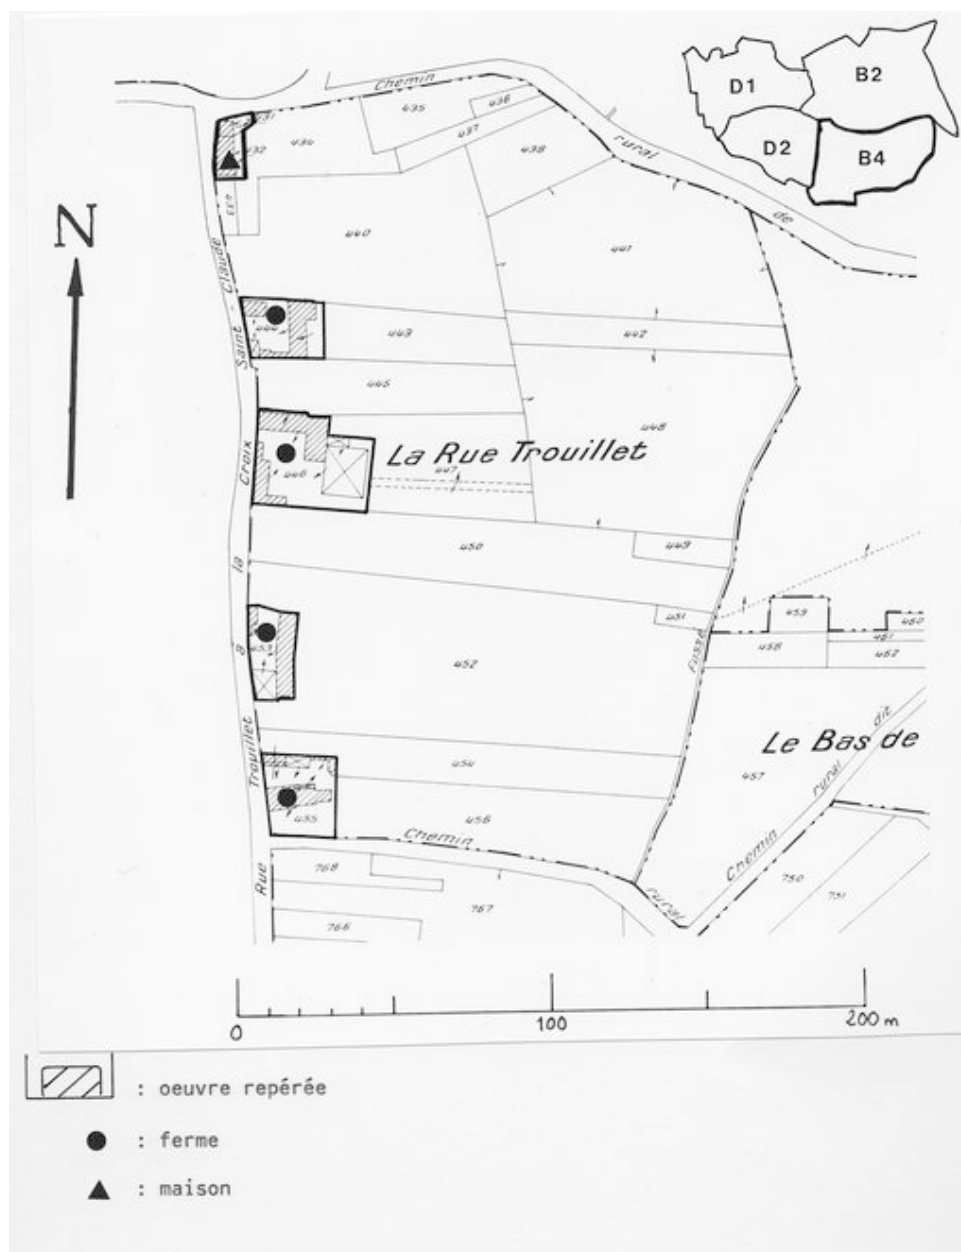 D1
B2
D2
B4
N
Chemin
rural
de
435
436
437
434
438
431
432
433
440
441
442
443
444
445
446
447
448
La Rue Trouillet
449
450
451
452
453
454
455
456
457
458
459
460
461
462
Fossé
Le Bas de
Chemin
rural
dit
Chemin
rural
750
751
766
767
768
Rue Trouillet à la Croix Saint-Claude
0
100
200 m
: oeuvre repérée
: ferme
: maison